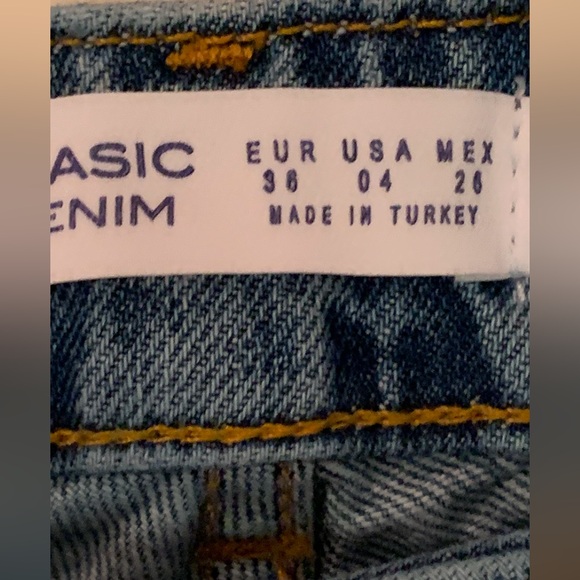 ASIC
ENIM
EUR USA MEX
36 04 26
MADE IN TURKEY